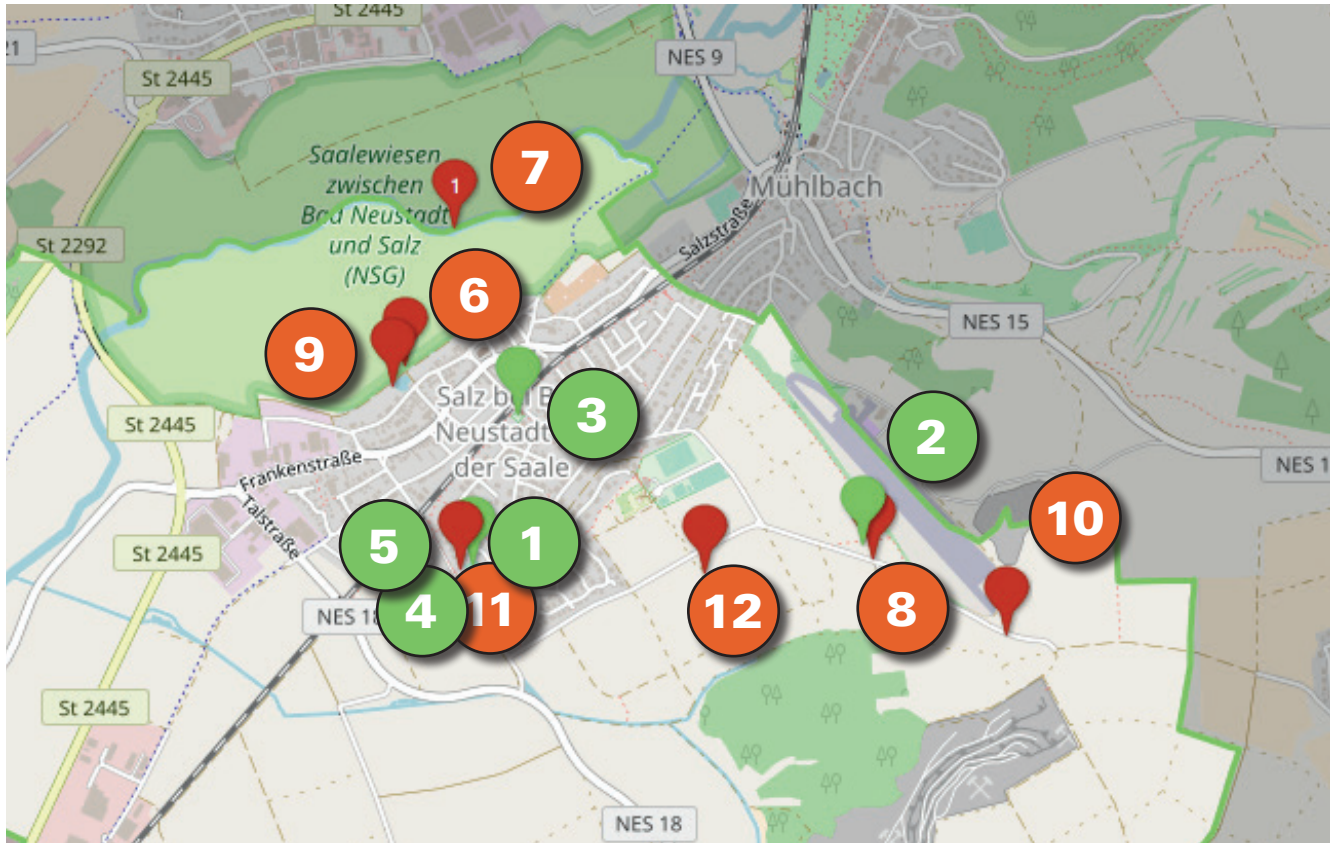 St 2445
21
NES 9
St 2445
7
Saalewiesen
zwischen
Bad Neustadt
und Salz
(NSG)
1
Mühlbach
Salzstraße
St 2292
6
NES 15
9
Salz bei B
Neustadt
der Saale
3
2
St 2445
NES 1
Frankenstraße
Talstraße
10
5
1
St 2445
4
11
12
8
NES 18
St 2445
NES 18